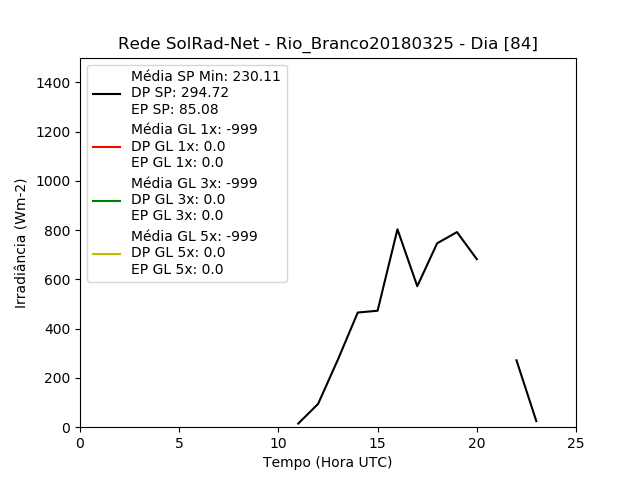 Rede SolRad-Net - Rio_Branco20180325 - Dia [84]
Média SP Min: 230.11
DP SP: 294.72
EP SP: 85.08
Média GL 1x: -999
DP GL 1x: 0.0
EP GL 1x: 0.0
Média GL 3x: -999
DP GL 3x: 0.0
EP GL 3x: 0.0
Média GL 5x: -999
DP GL 5x: 0.0
EP GL 5x: 0.0
Irradiância (Wm-2)
1400
1200
1000
800
600
400
200
0
0 5 10 15 20 25
Tempo (Hora UTC)